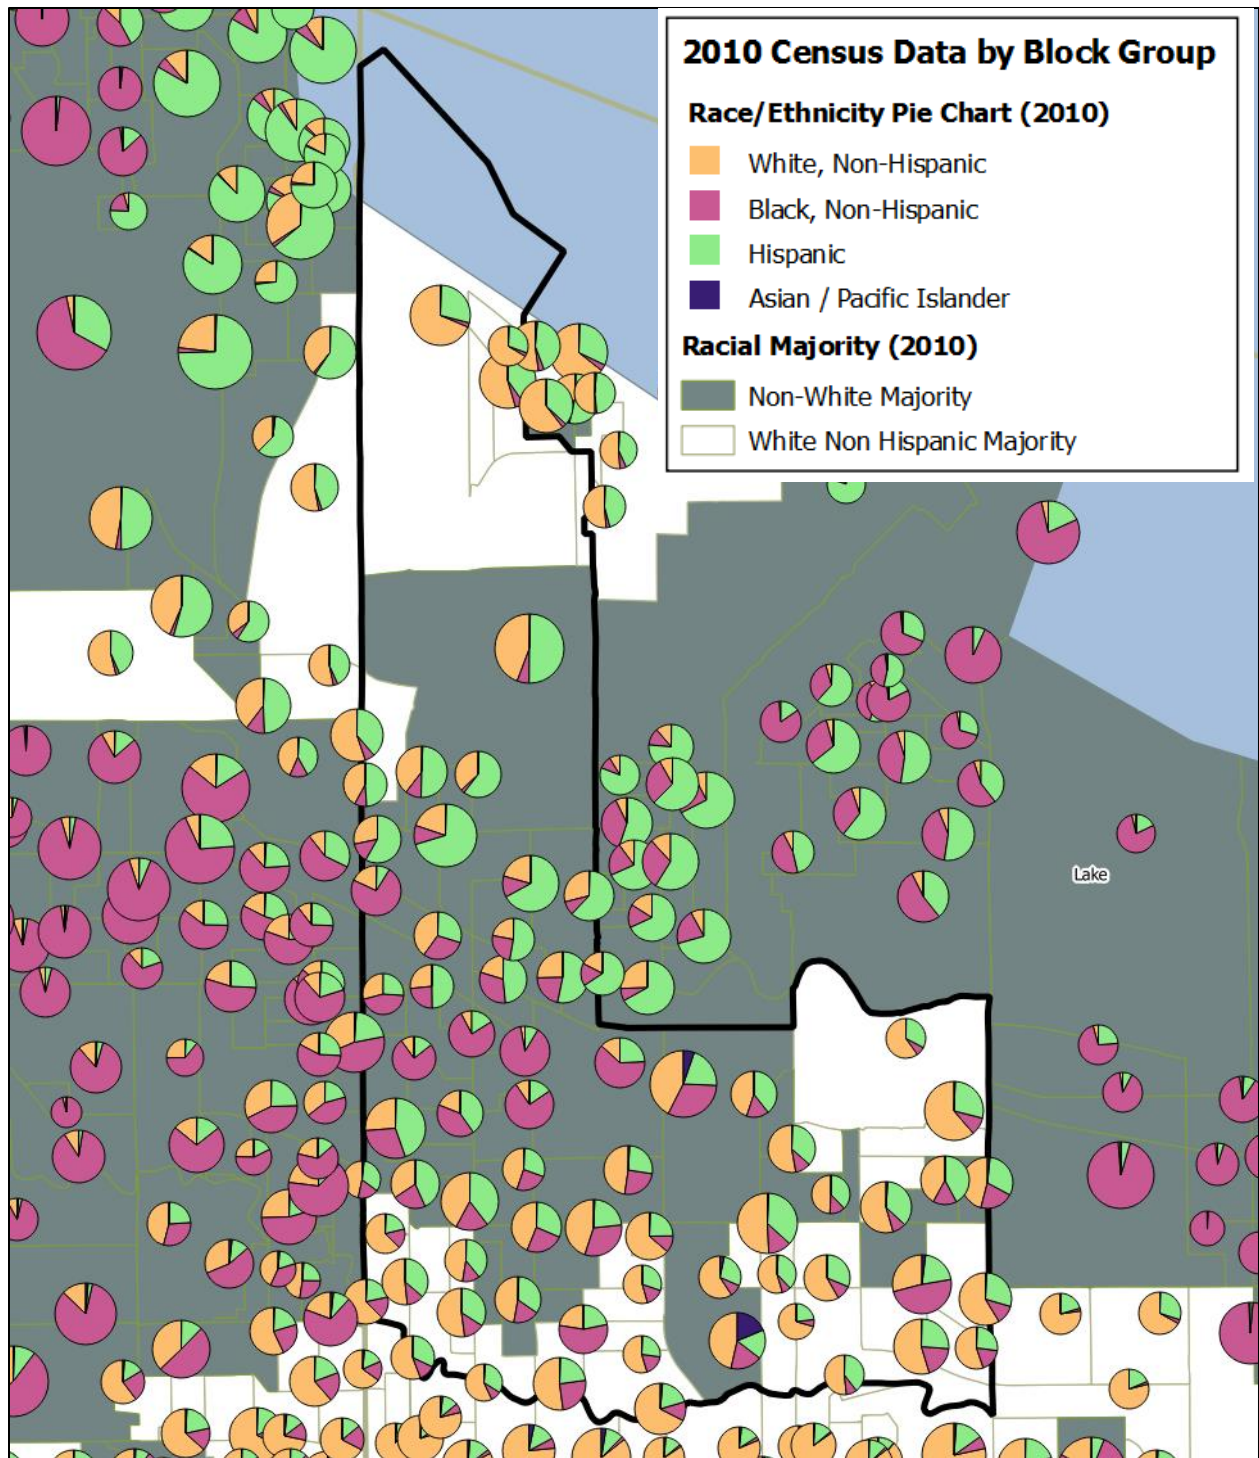 2010 Census Data by Block Group
Race/Ethnicity Pie Chart (2010)
White, Non-Hispanic
Black, Non-Hispanic
Hispanic
Asian / Pacific Islander
Racial Majority (2010)
Non-White Majority
White Non Hispanic Majority
Lake